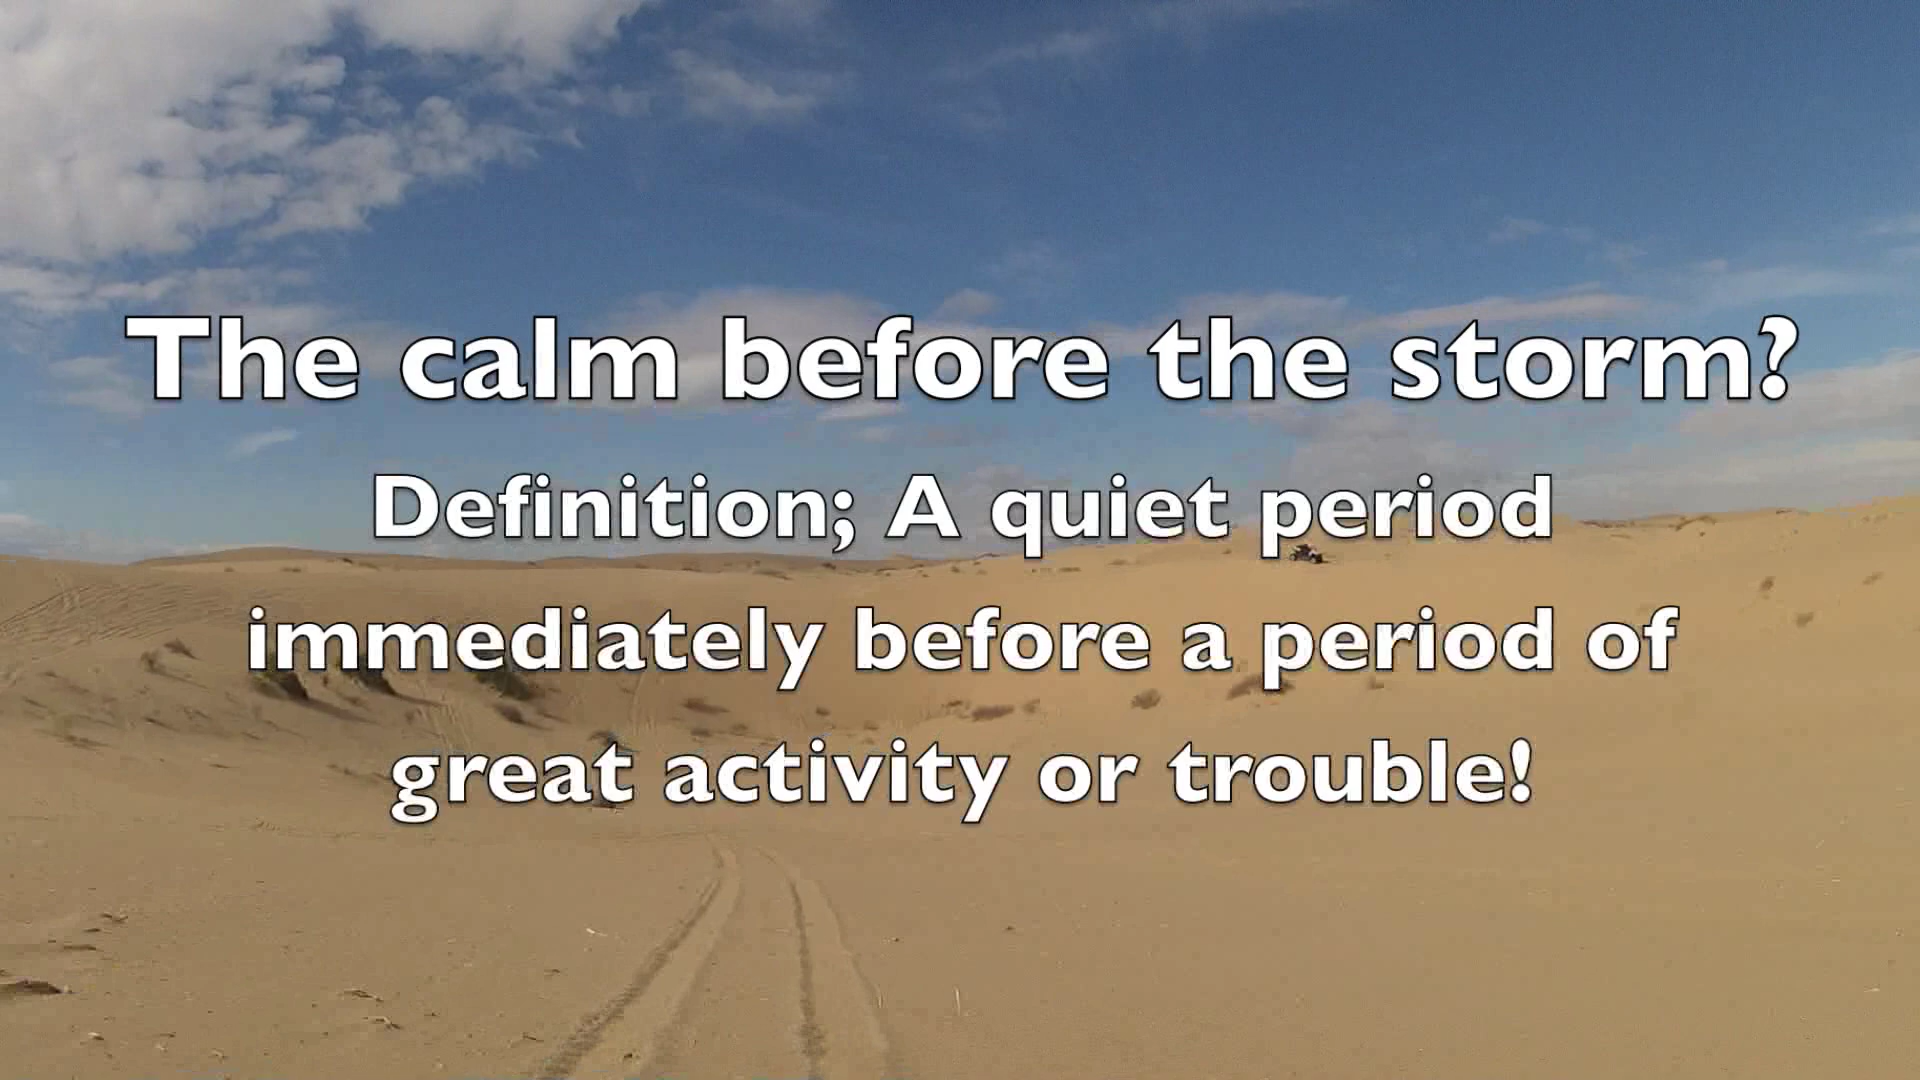 The calm before the storm?
Definition; A quiet period
immediately before a period of
great activity or trouble!